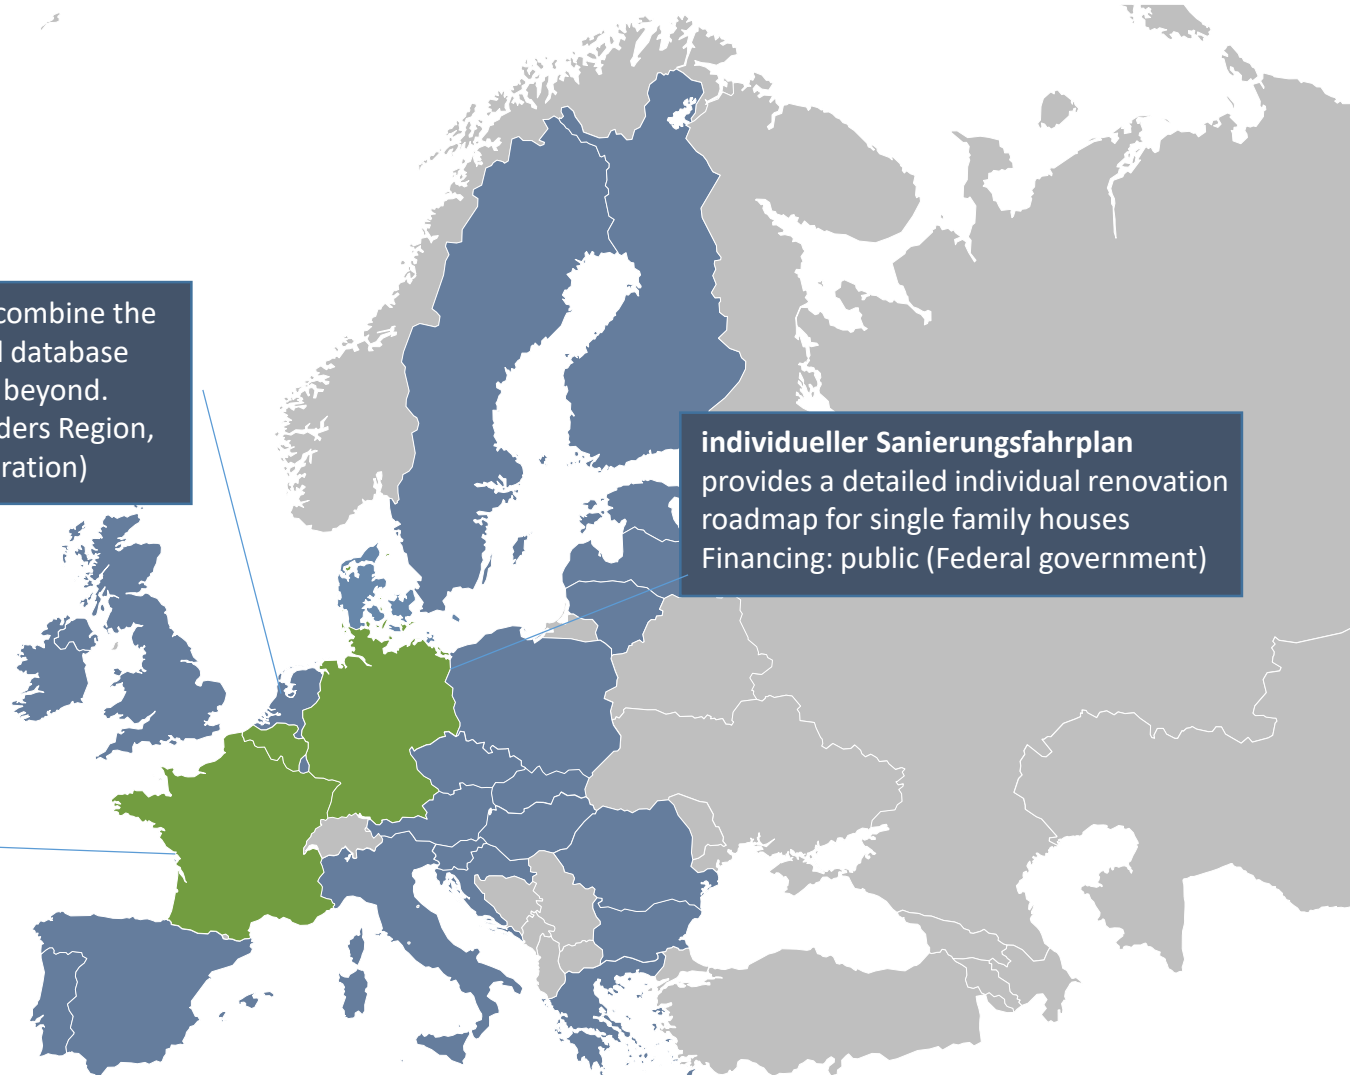 combine the
database
beyond.
ders Region,
ration)
individueller Sanierungsfahrplan
provides a detailed individual renovation
roadmap for single family houses
Financing: public (Federal government)